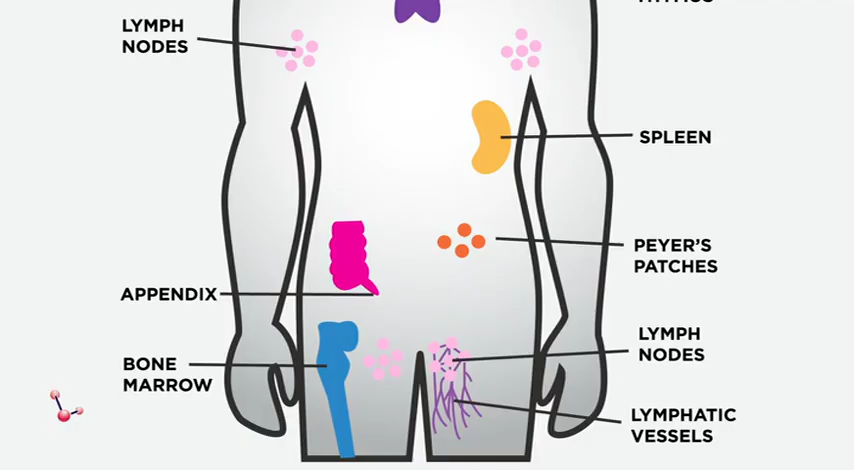 LYMPH
NODES
SPLEEN
PEYER'S
PATCHES
APPENDIX
LYMPH
NODES
BONE
MARROW
LYMPHATIC
VESSELS